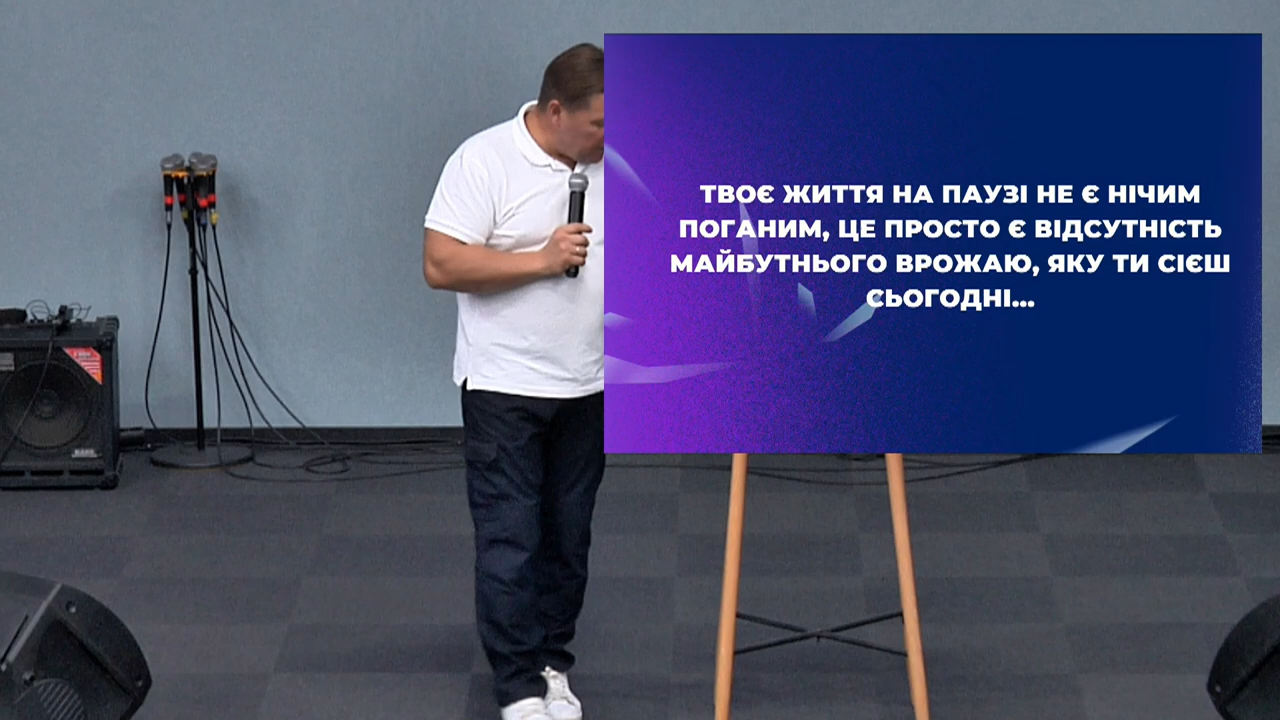 ТВОЄ ЖИТТЯ НА ПАУЗІ НЕ Є НІЧИМ
ПОГАНИМ, ЦЕ ПРОСТО Є ВІДСУТНІСТЬ
МАЙБУТНЬОГО ВРОЖАЮ, ЯКУ ТИ СІЄШ
СЬОГОДНІ...